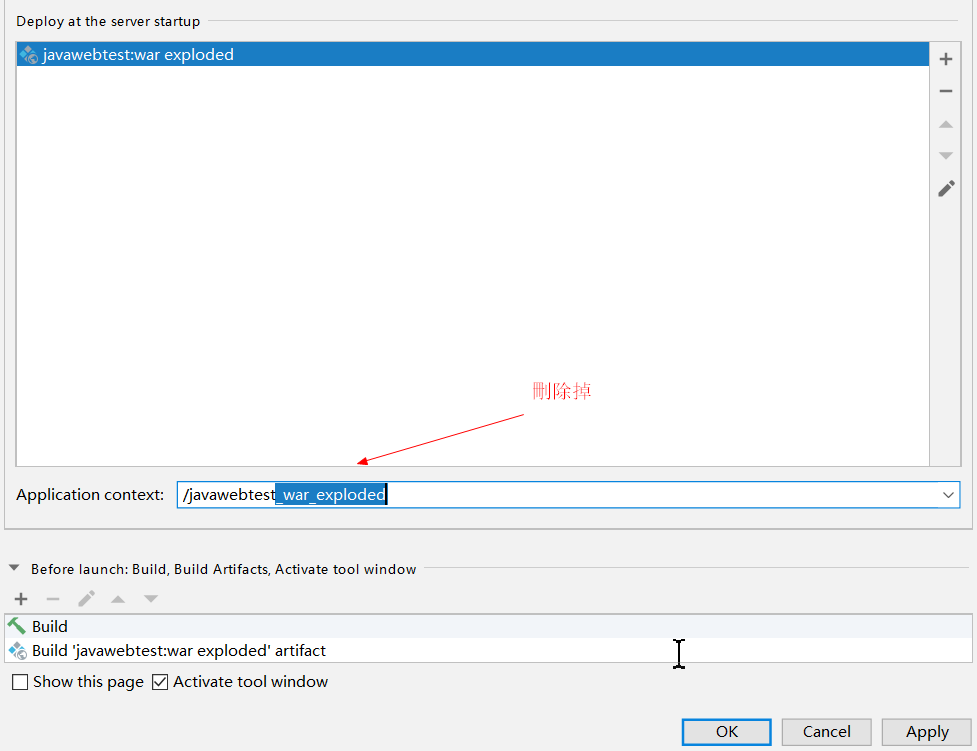 Deploy at the server startup
javawebtest:war exploded
刪除掉
Application context: /javawebtest_war_exploded
Before launch: Build, Build Artifacts, Activate tool window
Build
Build 'javawebtest:war exploded' artifact
Show this page Activate tool window
OK Cancel Apply